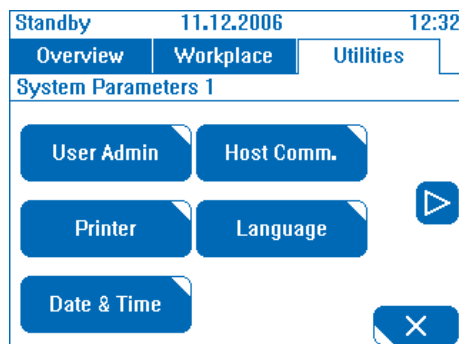 Standby 11.12.2006 12:32
Overview Workplace Utilities
System Parameters 1
User Admin Host Comm.
Printer Language
Date & Time